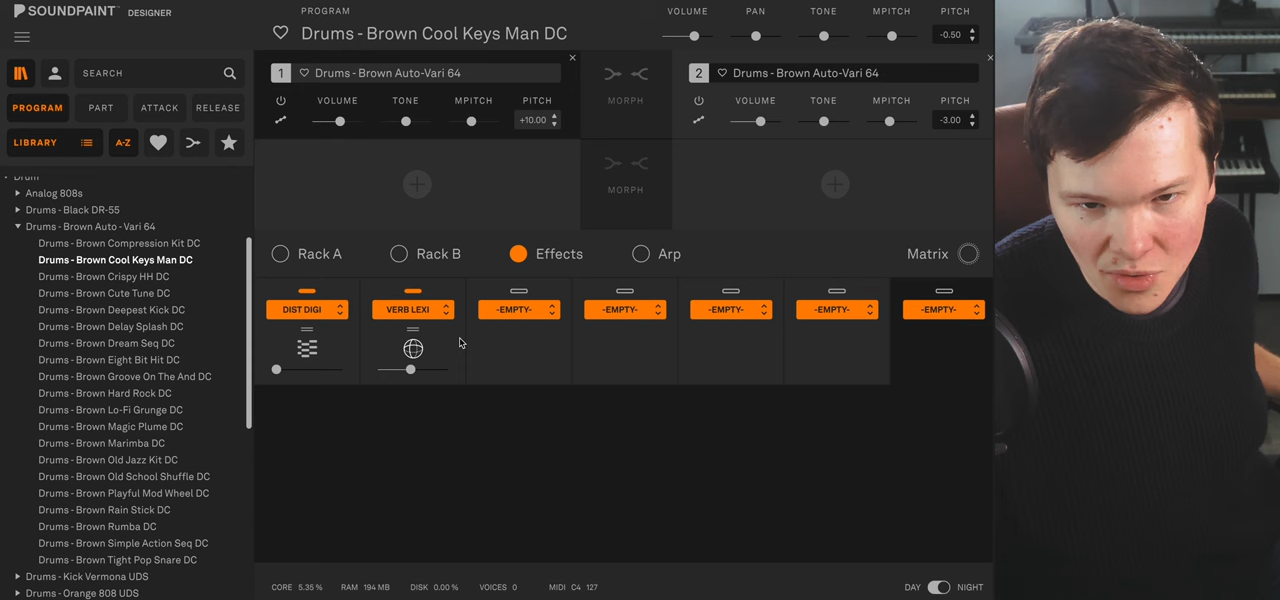 SOUNDPAINT DESIGNER
PROGRAM
VOLUME PAN TONE MPITCH PITCH
Drums - Brown Cool Keys Man DC
-0.50
SEARCH
1 Drums - Brown Auto-Vari 64
2 Drums - Brown Auto-Vari 64
VOLUME TONE MPITCH PITCH
MORPH
VOLUME TONE MPITCH PITCH
PROGRAM PART ATTACK RELEASE
+10.00
-3.00
LIBRARY A-Z
MORPH
Drum
Analog 808s
Drums - Black DR-55
Drums - Brown Auto - Vari 64
Drums - Brown Compression Kit DC
Drums - Brown Cool Keys Man DC
Drums - Brown Crispy HH DC
Drums - Brown Cute Tune DC
Drums - Brown Deepest Kick DC
Drums - Brown Delay Splash DC
Drums - Brown Dream Seq DC
Drums - Brown Eight Bit Hit DC
Drums - Brown Groove On The And DC
Drums - Brown Hard Rock DC
Drums - Brown Lo-Fi Grunge DC
Drums - Brown Magic Plume DC
Drums - Brown Marimba DC
Drums - Brown Old Jazz Kit DC
Drums - Brown Old School Shuffle DC
Drums - Brown Playful Mod Wheel DC
Drums - Brown Rain Stick DC
Drums - Brown Rumba DC
Drums - Brown Simple Action Seq DC
Drums - Brown Tight Pop Snare DC
Drums - Kick Vermona UDS
Drums - Orange 808 UDS
Rack A Rack B Effects Arp Matrix
DIST DIGI VERB LEXI -EMPTY- -EMPTY- -EMPTY- -EMPTY- -EMPTY-
CORE 5.35 % RAM 194 MB DISK 0.00 % VOICES 0 MIDI C4 127 DAY NIGHT